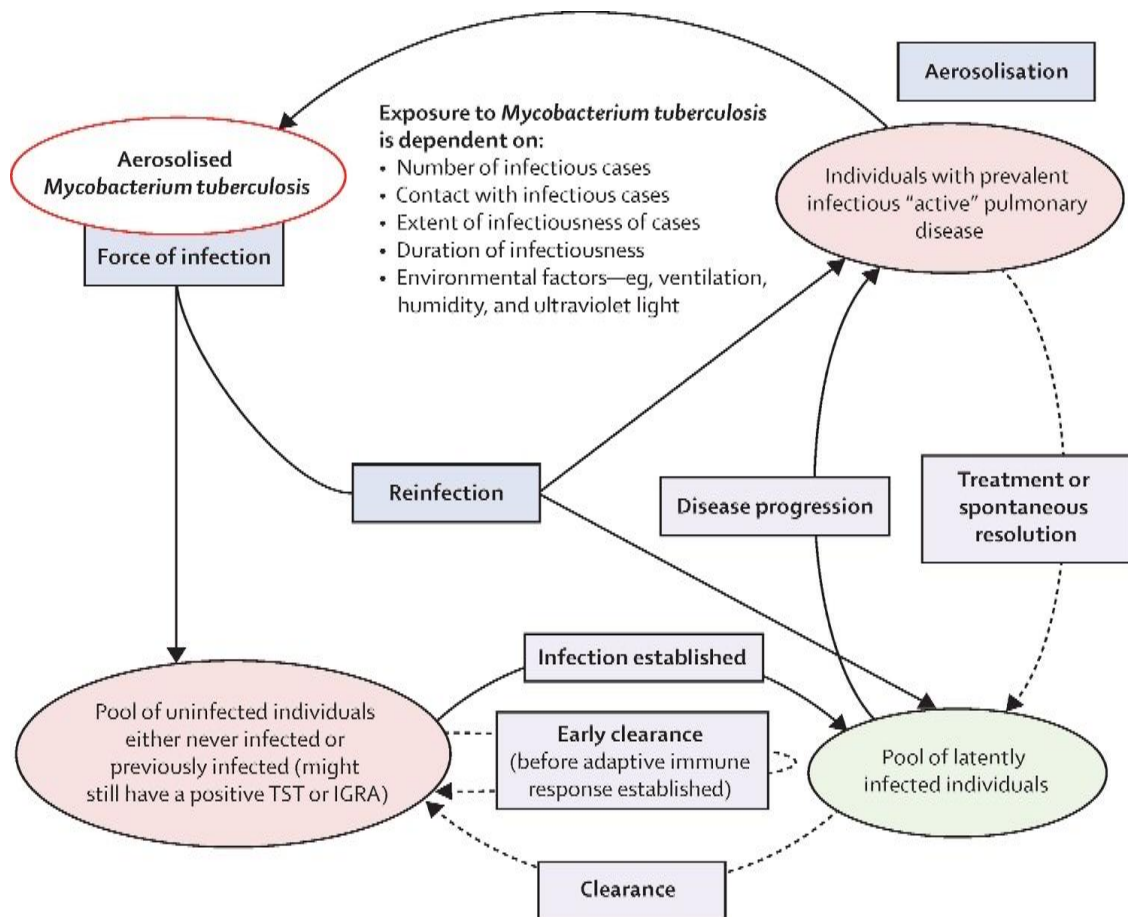 Aerosolisation
Exposure to Mycobacterium tuberculosis
is dependent on:
• Number of infectious cases
• Contact with infectious cases
• Extent of infectiousness of cases
• Duration of infectiousness
• Environmental factors—eg, ventilation,
humidity, and ultraviolet light
Aerosolised
Mycobacterium tuberculosis
Force of infection
Individuals with prevalent
infectious “active” pulmonary
disease
Reinfection
Disease progression
Treatment or
spontaneous
resolution
Infection established
Pool of uninfected individuals
either never infected or
previously infected (might
still have a positive TST or IGRA)
Early clearance
(before adaptive immune
response established)
Pool of latently
infected individuals
Clearance